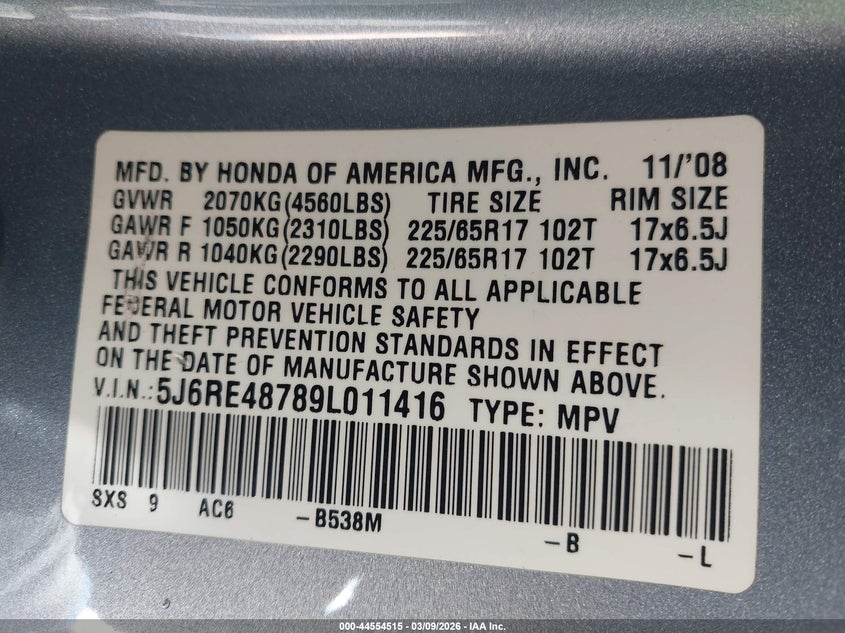 MFD. BY HONDA OF AMERICA MFG., INC. 11/'08
GVWR 2070KG(4560LBS) TIRE SIZE RIM SIZE
GAWR F 1050KG(2310LBS) 225/65R17 102T 17x6.5J
GAWR R 1040KG(2290LBS) 225/65R17 102T 17x6.5J
THIS VEHICLE CONFORMS TO ALL APPLICABLE
FEDERAL MOTOR VEHICLE SAFETY
AND THEFT PREVENTION STANDARDS IN EFFECT
ON THE DATE OF MANUFACTURE SHOWN ABOVE.
V.I.N.:5J6RE48789L011416 TYPE: MPV
SXS 9 AC6 -B538M -B -L
000-44554515 - 03/09/2026 - IAA Inc.